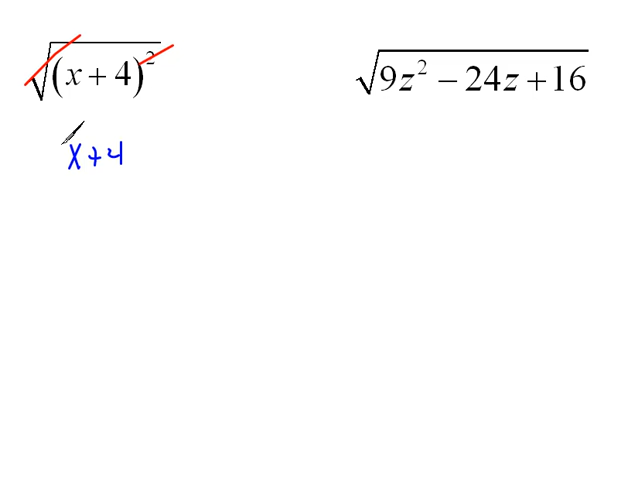 √(x + 4)²
x + 4
√9z² − 24z + 16